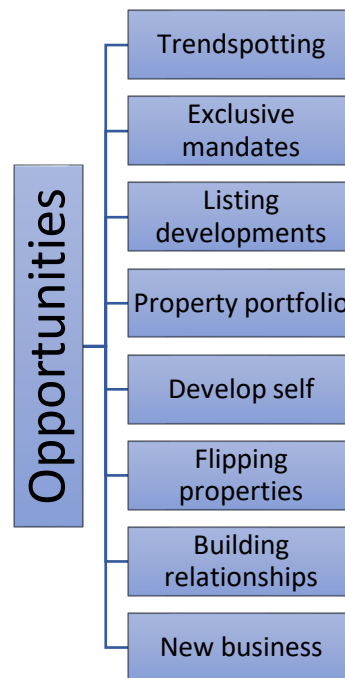 Opportunities
Trendspotting
Exclusive
mandates
Listing
developments
Property portfolio
Develop self
Flipping
properties
Building
relationships
New business